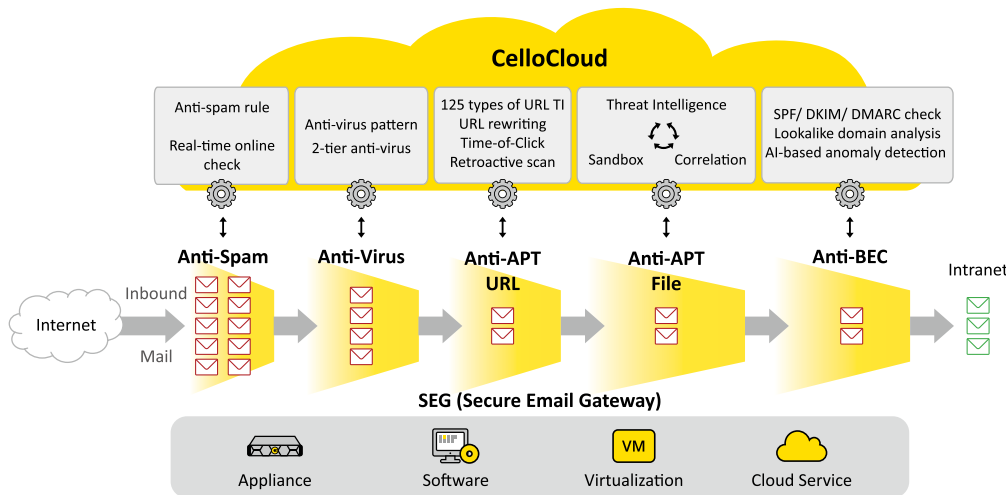 CelloCloud
Anti-spam rule
Real-time online
check
Anti-virus pattern
2-tier anti-virus
125 types of URL TI
URL rewriting
Time-of-Click
Retroactive scan
Threat Intelligence
Sandbox
Correlation
SPF/ DKIM/ DMARC check
Lookalike domain analysis
AI-based anomaly detection
Anti-Spam
Anti-Virus
Anti-APT
URL
Anti-APT
File
Anti-BEC
Intranet
Internet
Inbound
Mail
SEG (Secure Email Gateway)
Appliance
Software
VM
Virtualization
Cloud Service